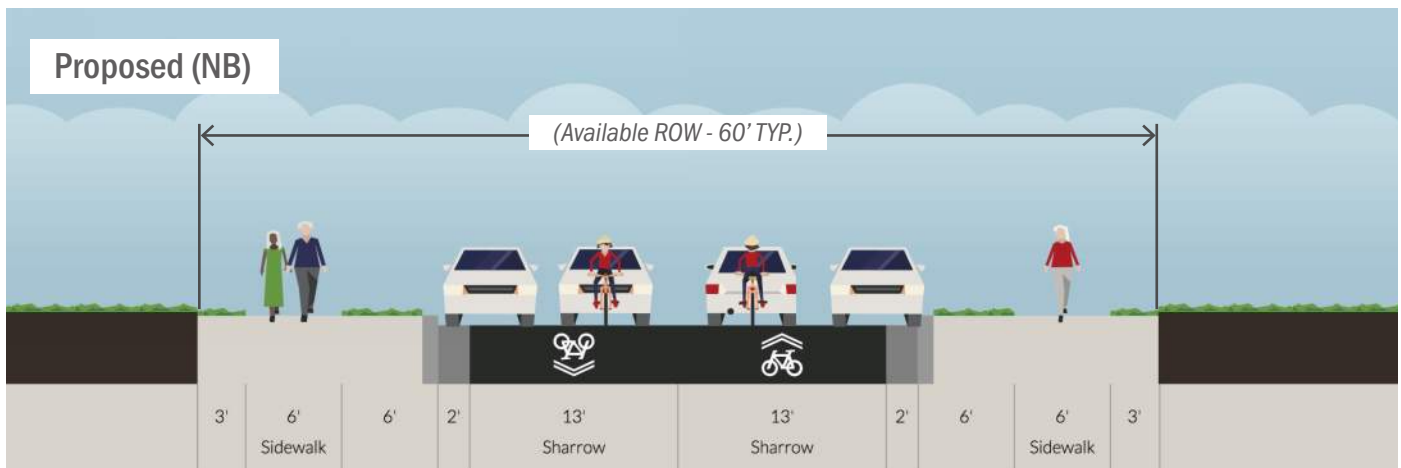 Proposed (NB)
(Available ROW - 60' TYP.)
3' 6' 6' 2' 13' 13' 2' 6' 6' 3'
Sidewalk Sharrow Sharrow Sidewalk